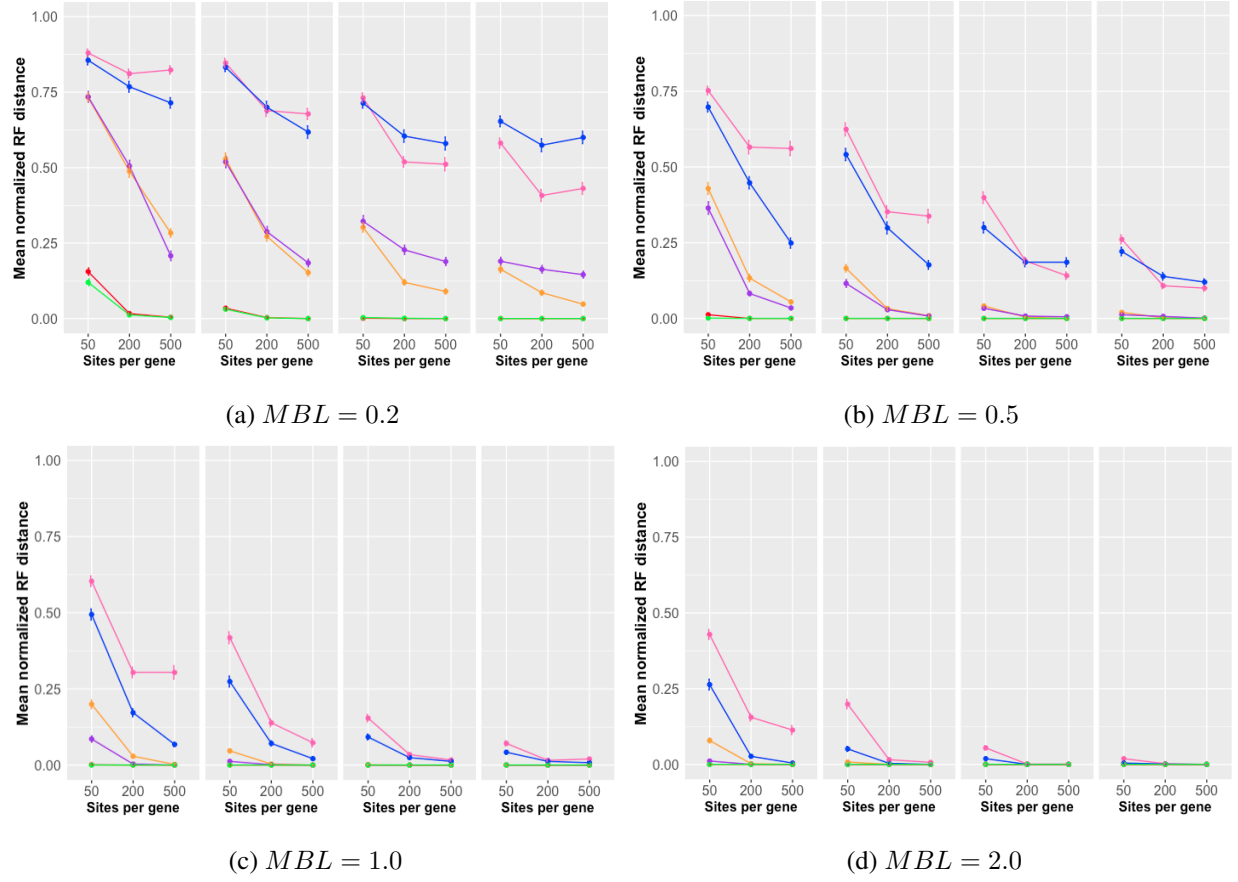 Mean normalized RF distance
1.00
0.75
0.50
0.25
0.00
50 200 500 50 200 500 50 200 500 50 200 500
Sites per gene Sites per gene Sites per gene Sites per gene
(a) MBL = 0.2
Mean normalized RF distance
1.00
0.75
0.50
0.25
0.00
50 200 500 50 200 500 50 200 500 50 200 500
Sites per gene Sites per gene Sites per gene Sites per gene
(b) MBL = 0.5
Mean normalized RF distance
1.00
0.75
0.50
0.25
0.00
50 200 500 50 200 500 50 200 500 50 200 500
Sites per gene Sites per gene Sites per gene Sites per gene
(c) MBL = 1.0
Mean normalized RF distance
1.00
0.75
0.50
0.25
0.00
50 200 500 50 200 500 50 200 500 50 200 500
Sites per gene Sites per gene Sites per gene Sites per gene
(d) MBL = 2.0